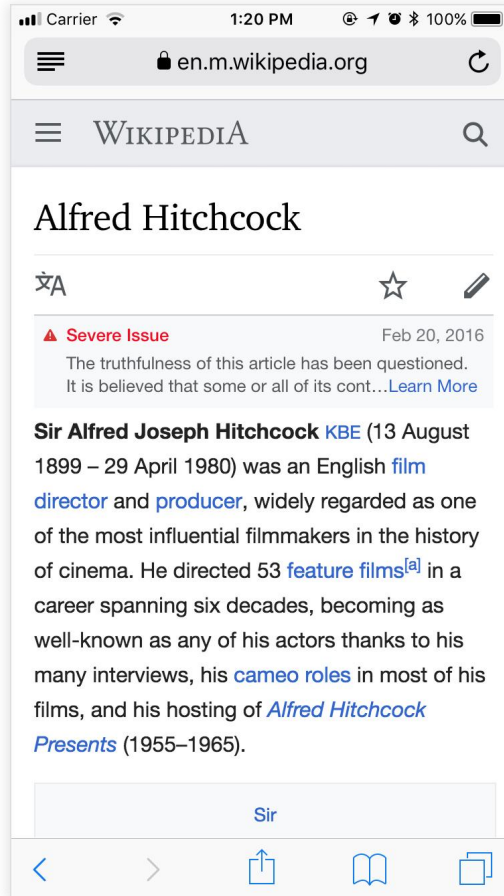 Carrier 1:20 PM 100%
en.m.wikipedia.org
WIKIPEDIA
Alfred Hitchcock
文A
Severe Issue Feb 20, 2016
The truthfulness of this article has been questioned.
It is believed that some or all of its cont...Learn More
Sir Alfred Joseph Hitchcock KBE (13 August
1899 – 29 April 1980) was an English film
director and producer, widely regarded as one
of the most influential filmmakers in the history
of cinema. He directed 53 feature films[a] in a
career spanning six decades, becoming as
well-known as any of his actors thanks to his
many interviews, his cameo roles in most of his
films, and his hosting of Alfred Hitchcock
Presents (1955–1965).
Sir